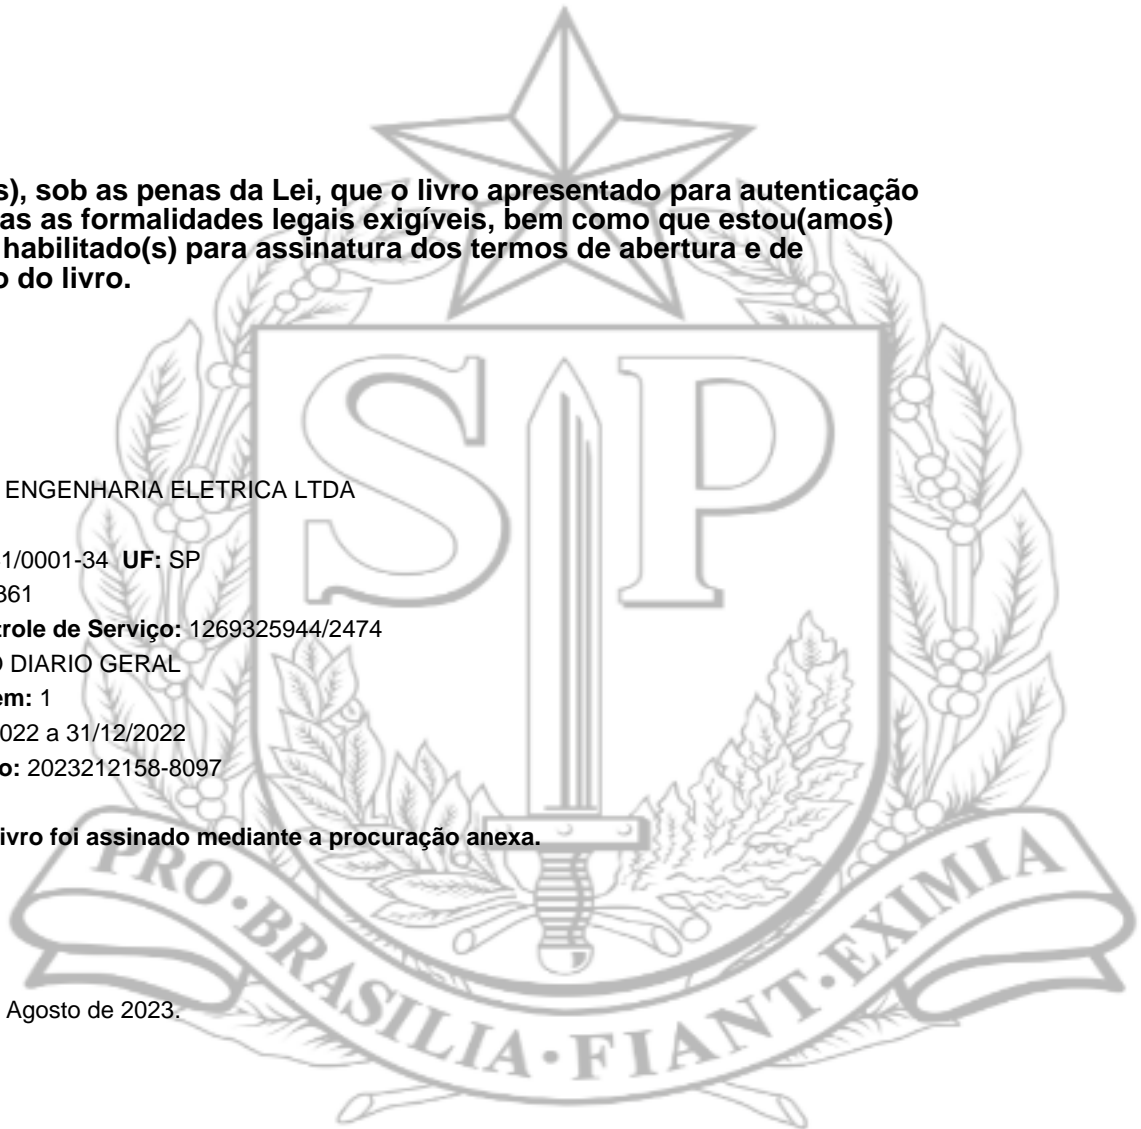 s), sob as penas da Lei, que o livro apresentado para autenticação
as as formalidades legais exigíveis, bem como que estou(amos)
habilitado(s) para assinatura dos termos de abertura e de
o do livro.
SP
ENGENHARIA ELETRICA LTDA
1/0001-34 UF: SP
361
trole de Serviço: 1269325944/2474
O DIARIO GERAL
em: 1
022 a 31/12/2022
o: 2023212158-8097
ivro foi assinado mediante a procuração anexa.
PRO·BRASILIA·FIANT·EXIMIA
Agosto de 2023.